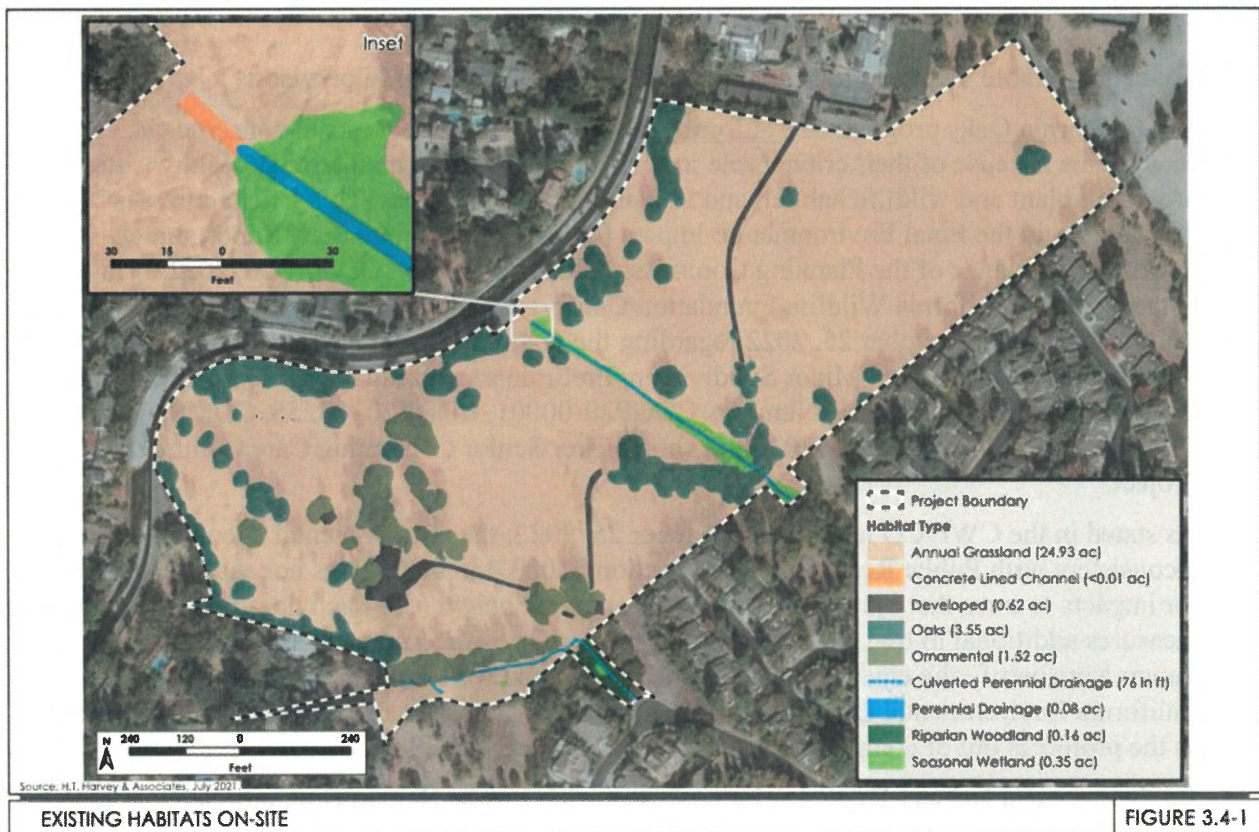 Inset
30 15 0 30
Feet
Project Boundary
Habitat Type
Annual Grassland (24.93 ac)
Concrete Lined Channel (<0.01 ac)
Developed (0.62 ac)
Oaks (3.55 ac)
Ornamental (1.52 ac)
Culverted Perennial Drainage (76 ln ft)
Perennial Drainage (0.08 ac)
Riparian Woodland (0.16 ac)
Seasonal Wetland (0.35 ac)
N
240 120 0 240
Feet
Source: H.T. Harvey & Associates, July 2021.
EXISTING HABITATS ON-SITE
FIGURE 3.4-1